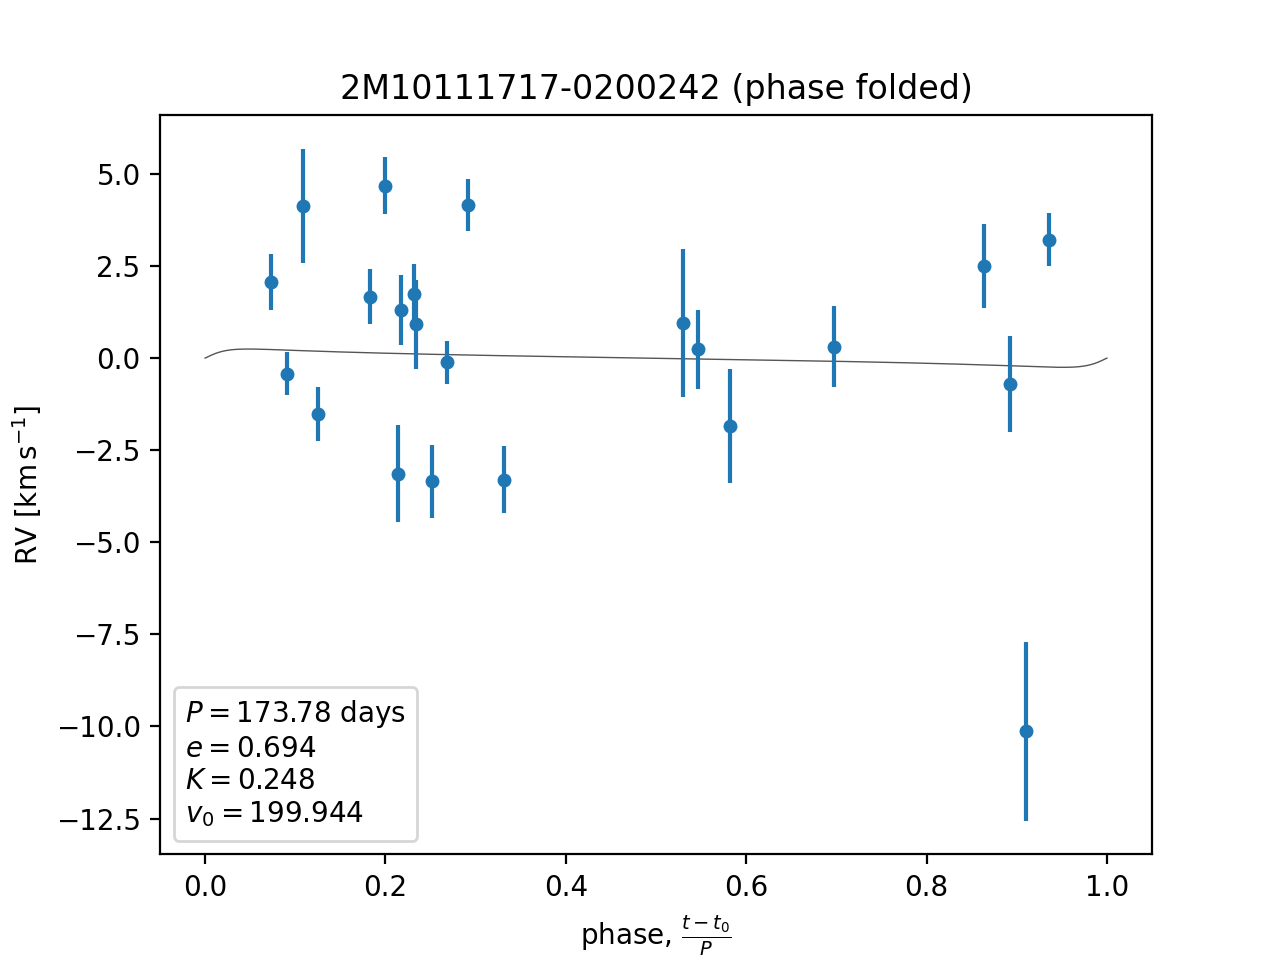 2M10111717-0200242 (phase folded)
5.0
2.5
0.0
−2.5
−5.0
−7.5
−10.0
−12.5
RV [km s⁻¹]
P = 173.78 days
e = 0.694
K = 0.248
v₀ = 199.944
0.0 0.2 0.4 0.6 0.8 1.0
phase, (t − t₀)/P